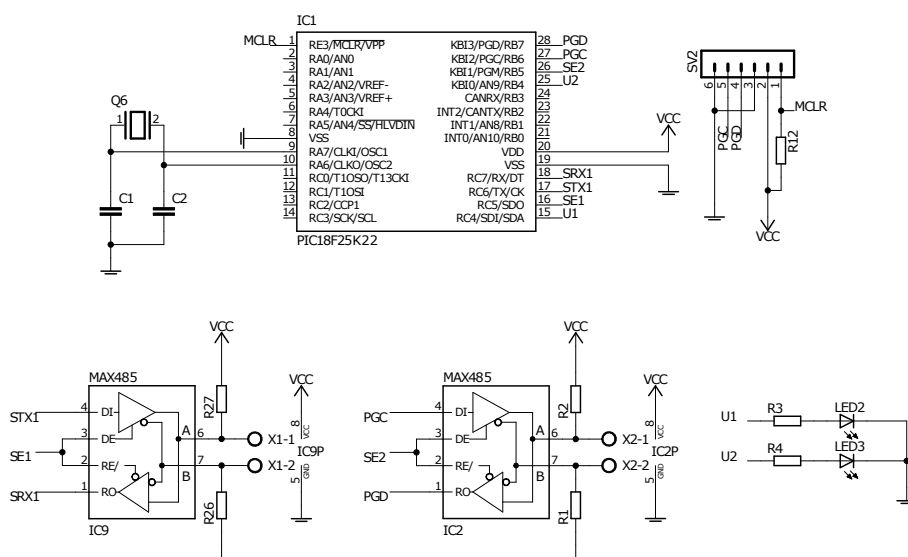 IC1
MCLR 1 RE3/MCLR/VPP KBI3/PGD/RB7 28 PGD
2 RA0/AN0 KBI2/PGC/RB6 27 PGC
3 RA1/AN1 KBI1/PGM/RB5 26 SE2
4 RA2/AN2/VREF- KBI0/AN9/RB4 25 U2
5 RA3/AN3/VREF+ CANRX/RB3 24
6 RA4/T0CKI INT2/CANTX/RB2 23
7 RA5/AN4/SS/HLVDIN INT1/AN8/RB1 22
8 VSS INT0/AN10/RB0 21
9 RA7/CLKI/OSC1 VDD 20
10 RA6/CLKO/OSC2 VSS 19
11 RC0/T1OSO/T13CKI RC7/RX/DT 18 SRX1
12 RC1/T1OSI RC6/TX/CK 17 STX1
13 RC2/CCP1 RC5/SDO 16 SE1
14 RC3/SCK/SCL RC4/SDI/SDA 15 U1
PIC18F25K22
Q6
1 2
C1 C2
VCC
SV2
6 5 4 3 2 1
PGC
PGD
MCLR
R12
VCC
VCC
MAX485
R27
VCC
STX1 4 DI
3 DE A 6 X1-1
SE1
2 RE/ B 7 X1-2
SRX1 1 RO
IC9
R26
8 VCC
IC9P
5 GND
VCC
MAX485
R2
VCC
PGC 4 DI
3 DE A 6 X2-1
SE2
2 RE/ B 7 X2-2
PGD 1 RO
IC2
R1
8 VCC
IC2P
5 GND
U1 R3 LED2
U2 R4 LED3